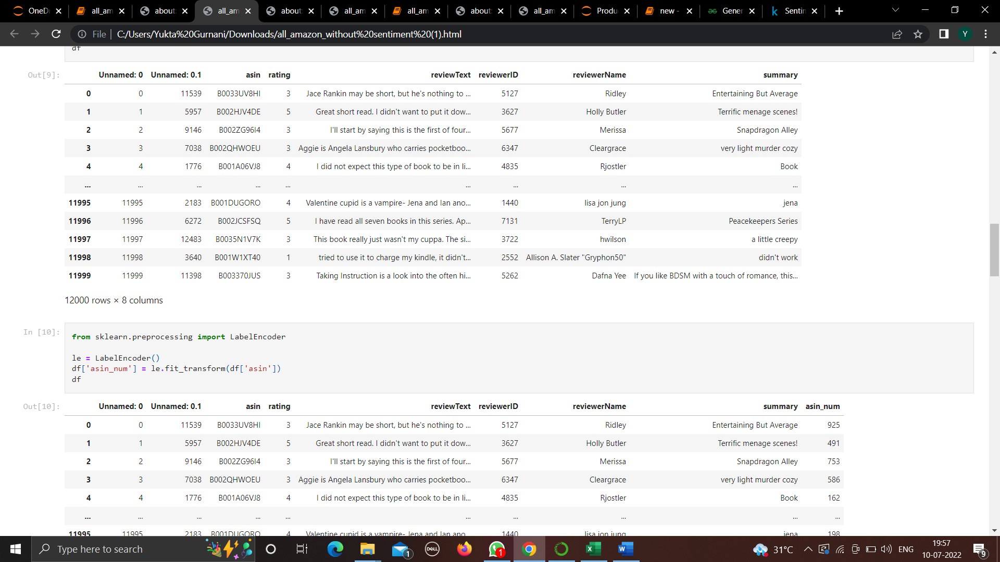 OneDr
all_am
about:
all_am
about:
all_am
all_am
about:
all_am
Produ
new -
Gener
Sentin
File | C:/Users/Yukta%20Gurnani/Downloads/all_amazon_without%20sentiment%20(1).html
Y
df
Out[9]:
Unnamed: 0 Unnamed: 0.1 asin rating reviewText reviewerID reviewerName summary
0 0 11539 B0033UV8HI 3 Jace Rankin may be short, but he's nothing to ... 5127 Ridley Entertaining But Average
1 1 5957 B002HJV4DE 5 Great short read. I didn't want to put it dow... 3627 Holly Butler Terrific menage scenes!
2 2 9146 B002ZG96I4 3 I'll start by saying this is the first of four... 5677 Merissa Snapdragon Alley
3 3 7038 B002QHWOEU 3 Aggie is Angela Lansbury who carries pocketboo... 6347 Cleargrace very light murder cozy
4 4 1776 B001A06VJ8 4 I did not expect this type of book to be in li... 4835 Rjostler Book
... ... ... ... ... ... ... ... ...
11995 11995 2183 B001DUGORO 4 Valentine cupid is a vampire- Jena and Ian ano... 1440 lisa jon jung jena
11996 11996 6272 B002JCSFSQ 5 I have read all seven books in this series. Ap... 7131 TerryLP Peacekeepers Series
11997 11997 12483 B0035N1V7K 3 This book really just wasn't my cuppa. The si... 3722 hwilson a little creepy
11998 11998 3640 B001W1XT40 1 tried to use it to charge my kindle, it didn't... 2552 Allison A. Slater "Gryphon50" didn't work
11999 11999 11398 B003370JUS 3 Taking Instruction is a look into the often hi... 5262 Dafna Yee If you like BDSM with a touch of romance, this...
12000 rows × 8 columns
In [10]:
from sklearn.preprocessing import LabelEncoder
le = LabelEncoder()
df['asin_num'] = le.fit_transform(df['asin'])
df
Out[10]:
Unnamed: 0 Unnamed: 0.1 asin rating reviewText reviewerID reviewerName summary asin_num
0 0 11539 B0033UV8HI 3 Jace Rankin may be short, but he's nothing to ... 5127 Ridley Entertaining But Average 925
1 1 5957 B002HJV4DE 5 Great short read. I didn't want to put it dow... 3627 Holly Butler Terrific menage scenes! 491
2 2 9146 B002ZG96I4 3 I'll start by saying this is the first of four... 5677 Merissa Snapdragon Alley 753
3 3 7038 B002QHWOEU 3 Aggie is Angela Lansbury who carries pocketboo... 6347 Cleargrace very light murder cozy 586
4 4 1776 B001A06VJ8 4 I did not expect this type of book to be in li... 4835 Rjostler Book 162
... ... ... ... ... ... ... ... ... ...
11995 11995 2183 B001DUGORO 4 Valentine cupid is a vampire- Jena and Ian ano... 1440 lisa jon jung jena 198
Type here to search
1
DELL
1
31°C
ENG
19:57
10-07-2022
9